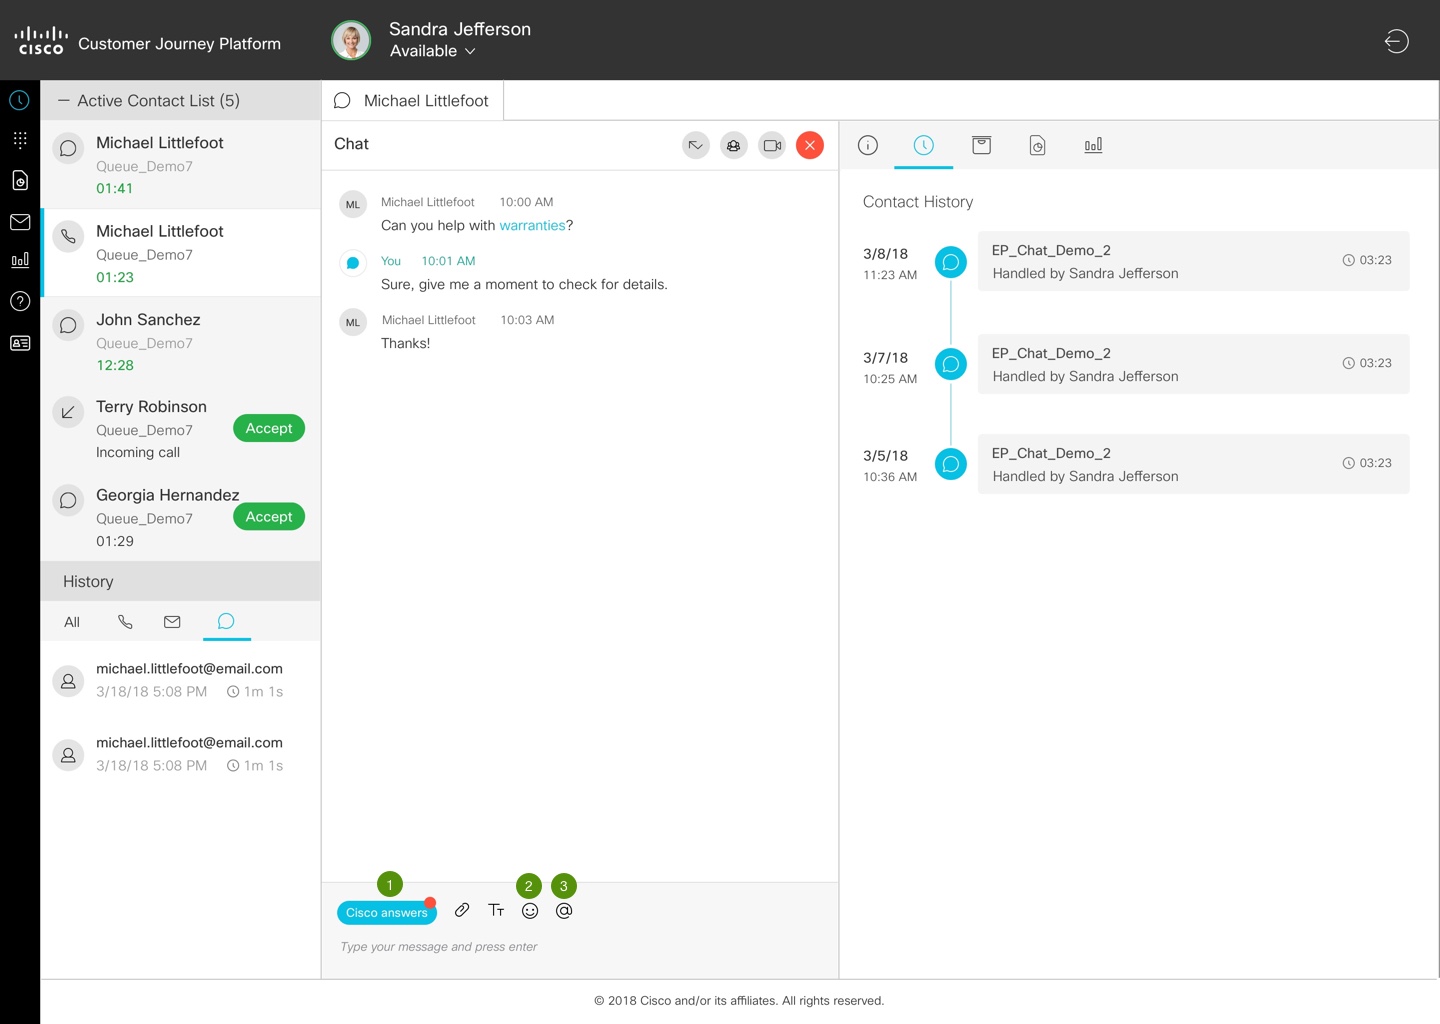 CISCO Customer Journey Platform
Sandra Jefferson
Available
Active Contact List (5)
Michael Littlefoot
Queue_Demo7
01:41
Michael Littlefoot
Queue_Demo7
01:23
John Sanchez
Queue_Demo7
12:28
Terry Robinson
Queue_Demo7
Accept
Incoming call
Georgia Hernandez
Queue_Demo7
Accept
01:29
History
All
michael.littlefoot@email.com
3/18/18 5:08 PM 1m 1s
michael.littlefoot@email.com
3/18/18 5:08 PM 1m 1s
Michael Littlefoot
Chat
ML Michael Littlefoot 10:00 AM
Can you help with warranties?
You 10:01 AM
Sure, give me a moment to check for details.
ML Michael Littlefoot 10:03 AM
Thanks!
1 2 3
Cisco answers TT @
Type your message and press enter
Contact History
3/8/18
11:23 AM
EP_Chat_Demo_2
Handled by Sandra Jefferson
03:23
3/7/18
10:25 AM
EP_Chat_Demo_2
Handled by Sandra Jefferson
03:23
3/5/18
10:36 AM
EP_Chat_Demo_2
Handled by Sandra Jefferson
03:23
© 2018 Cisco and/or its affiliates. All rights reserved.